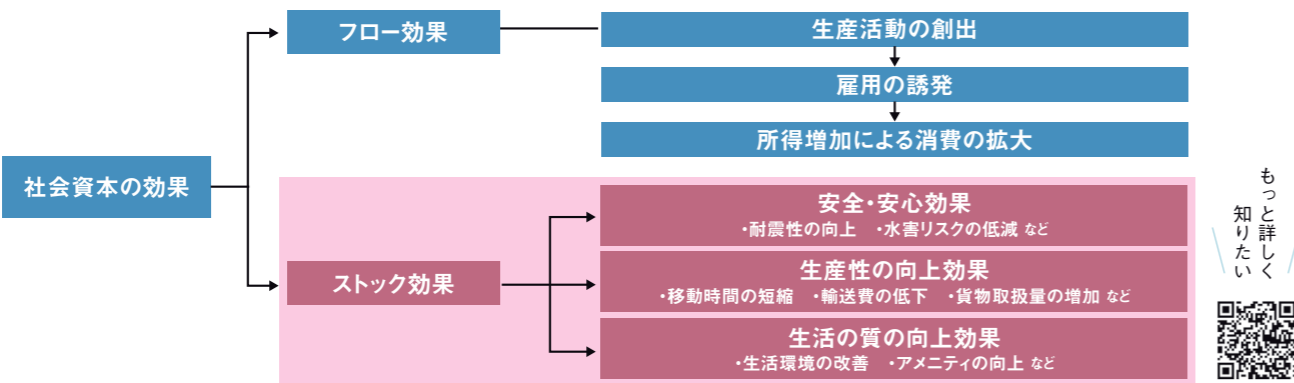 社会資本の効果
フロー効果
生産活動の創出
雇用の誘発
所得増加による消費の拡大
ストック効果
安全・安心効果
・耐震性の向上　・水害リスクの低減 など
生産性の向上効果
・移動時間の短縮　・輸送費の低下　・貨物取扱量の増加 など
生活の質の向上効果
・生活環境の改善　・アメニティの向上 など
もっと詳しく
知りたい